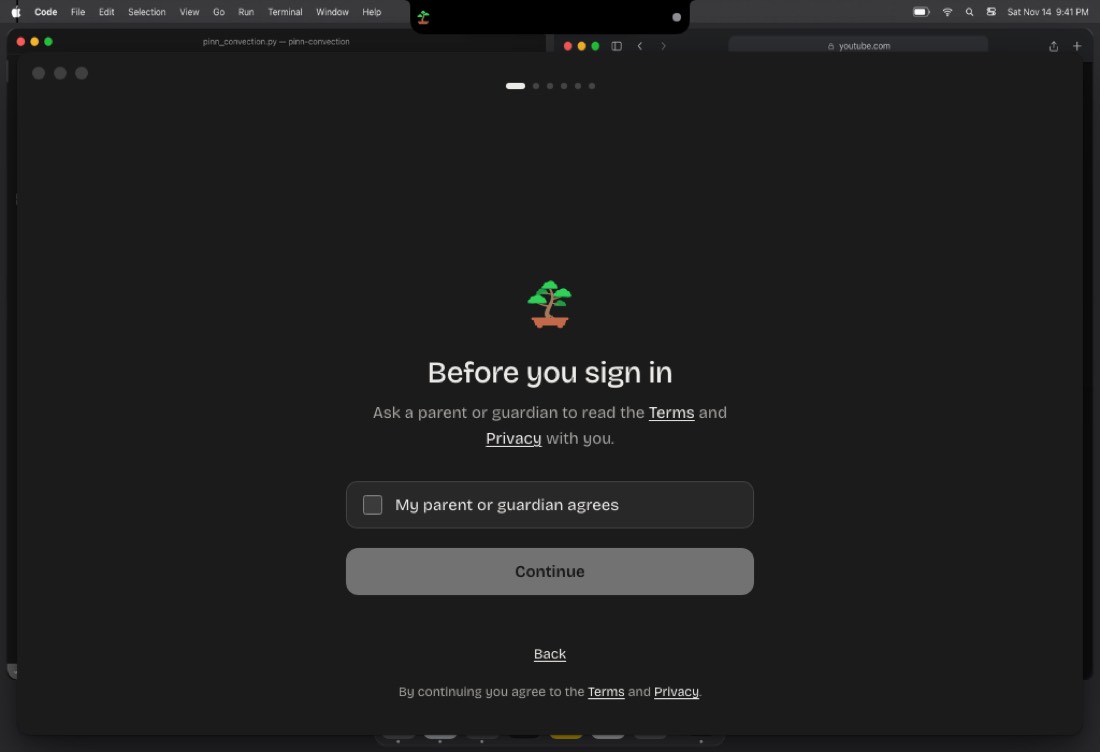 Code File Edit Selection View Go Run Terminal Window Help
Sat Nov 14 9:41 PM
pinn_convection.py — pinn-convection
youtube.com
Before you sign in
Ask a parent or guardian to read the Terms and
Privacy with you.
My parent or guardian agrees
Continue
Back
By continuing you agree to the Terms and Privacy.